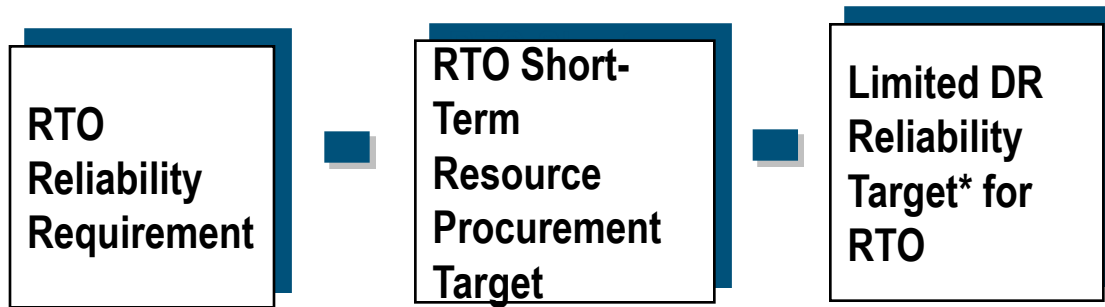 RTO
Reliability
Requirement
RTO Short-
Term
Resource
Procurement
Target
Limited DR
Reliability
Target* for
RTO